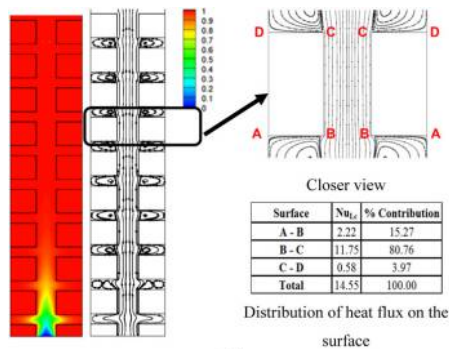 1
0.9
0.8
0.7
0.6
0.5
0.4
0.3
0.2
0.1
0
D C C D
A B B A
Closer view
Surface Nu_Lc % Contribution
A - B 2.22 15.27
B - C 11.75 80.76
C - D 0.58 3.97
Total 14.55 100.00
Distribution of heat flux on the
surface